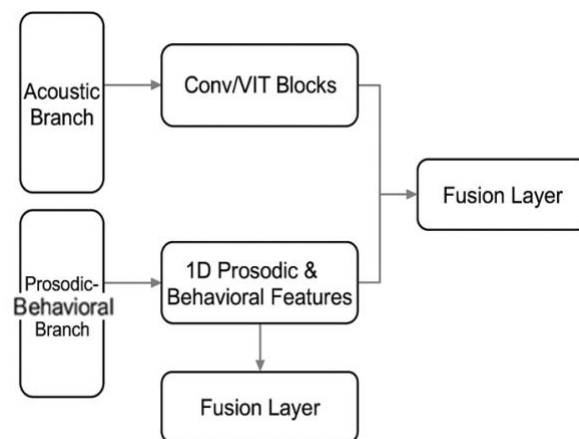 Acoustic
Branch
Conv/VIT Blocks
Fusion Layer
Prosodic-
Behavioral
Branch
1D Prosodic &
Behavioral Features
Fusion Layer